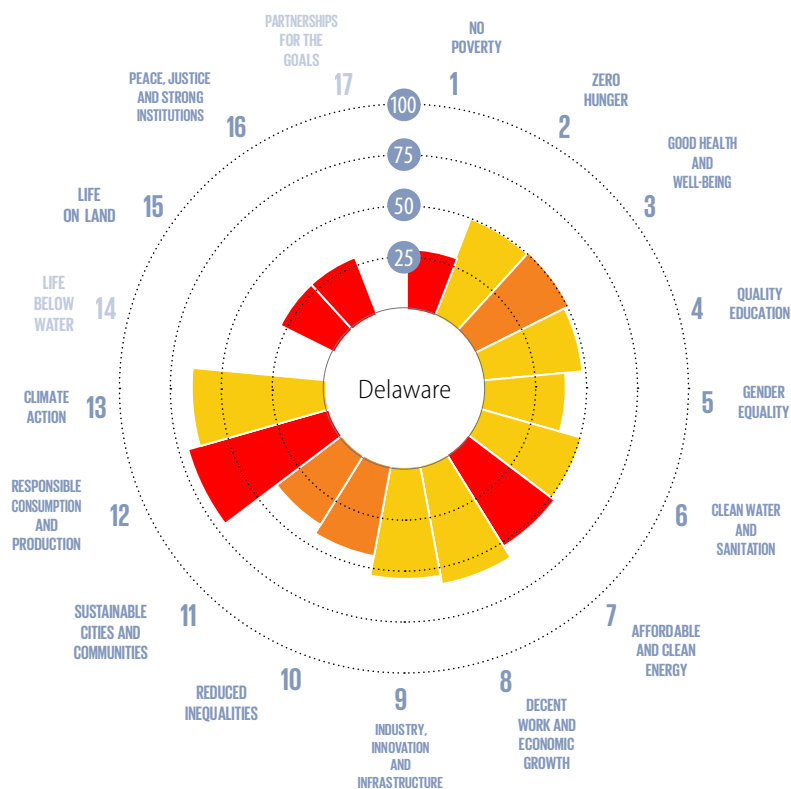 PARTNERSHIPS
FOR THE
GOALS
17
NO
POVERTY
1
ZERO
HUNGER
2
GOOD HEALTH
AND
WELL-BEING
3
QUALITY
EDUCATION
4
GENDER
EQUALITY
5
CLEAN WATER
AND
SANITATION
6
AFFORDABLE
AND CLEAN
ENERGY
7
DECENT
WORK AND
ECONOMIC
GROWTH
8
INDUSTRY,
INNOVATION
AND
INFRASTRUCTURE
9
REDUCED
INEQUALITIES
10
SUSTAINABLE
CITIES AND
COMMUNITIES
11
RESPONSIBLE
CONSUMPTION
AND
PRODUCTION
12
CLIMATE
ACTION
13
LIFE
BELOW
WATER
14
LIFE
ON LAND
15
PEACE, JUSTICE
AND STRONG
INSTITUTIONS
16
100
75
50
25
Delaware